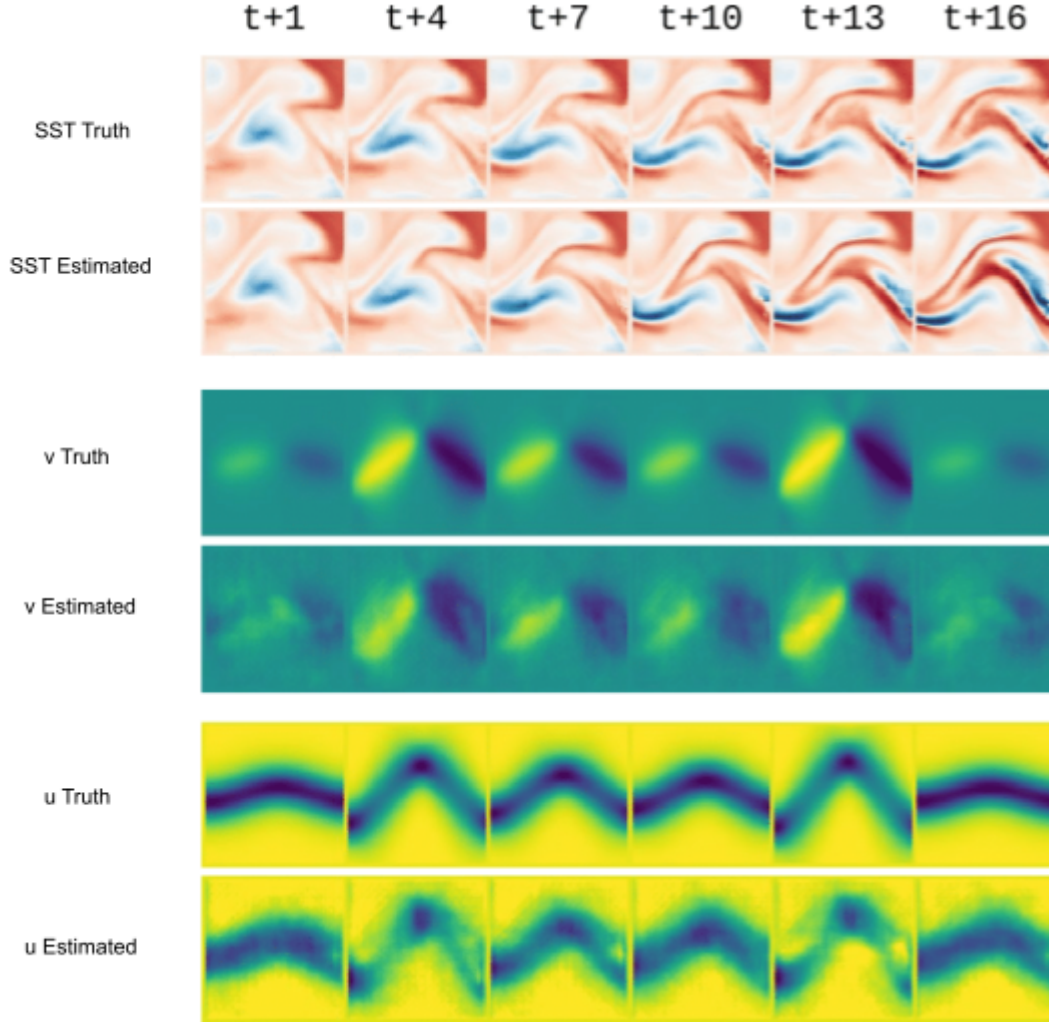 t+1 t+4 t+7 t+10 t+13 t+16
SST Truth
SST Estimated
v Truth
v Estimated
u Truth
u Estimated